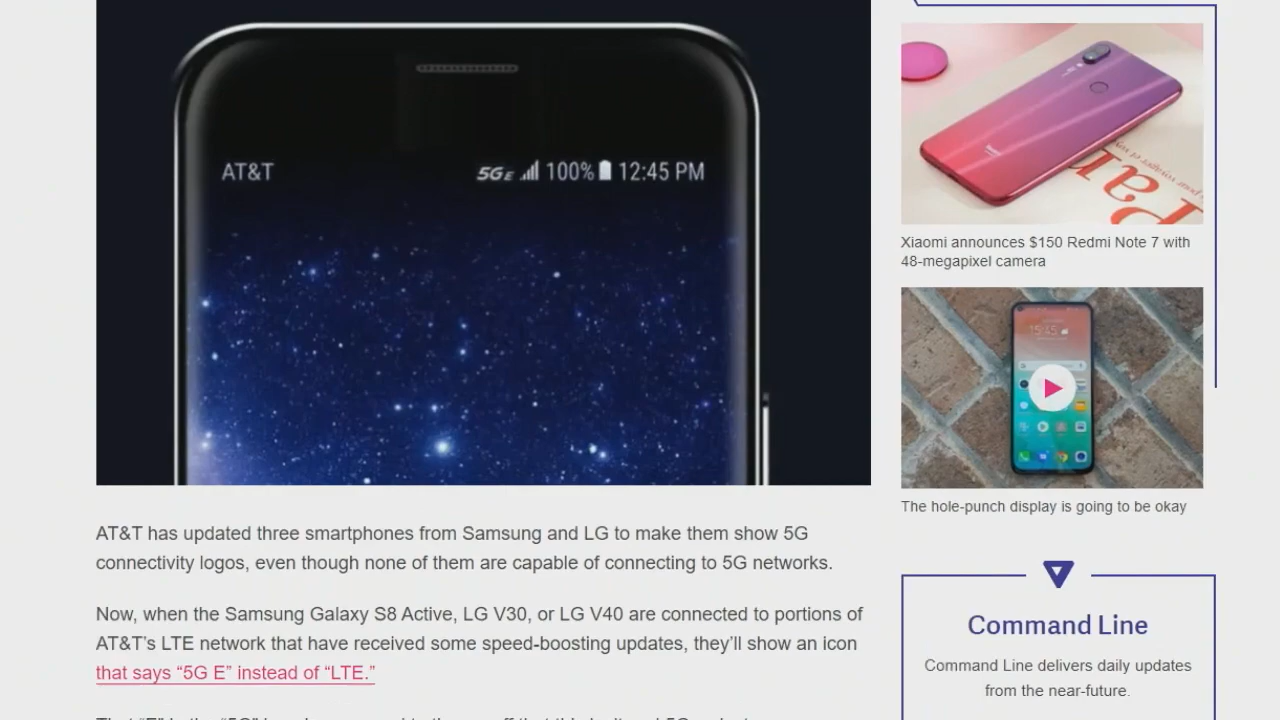 AT&T
5G E 100% 12:45 PM
AT&T has updated three smartphones from Samsung and LG to make them show 5G
connectivity logos, even though none of them are capable of connecting to 5G networks.
Now, when the Samsung Galaxy S8 Active, LG V30, or LG V40 are connected to portions of
AT&T's LTE network that have received some speed-boosting updates, they'll show an icon
that says “5G E” instead of “LTE.”
Xiaomi announces $150 Redmi Note 7 with
48-megapixel camera
15:45
The hole-punch display is going to be okay
Command Line
Command Line delivers daily updates
from the near-future.